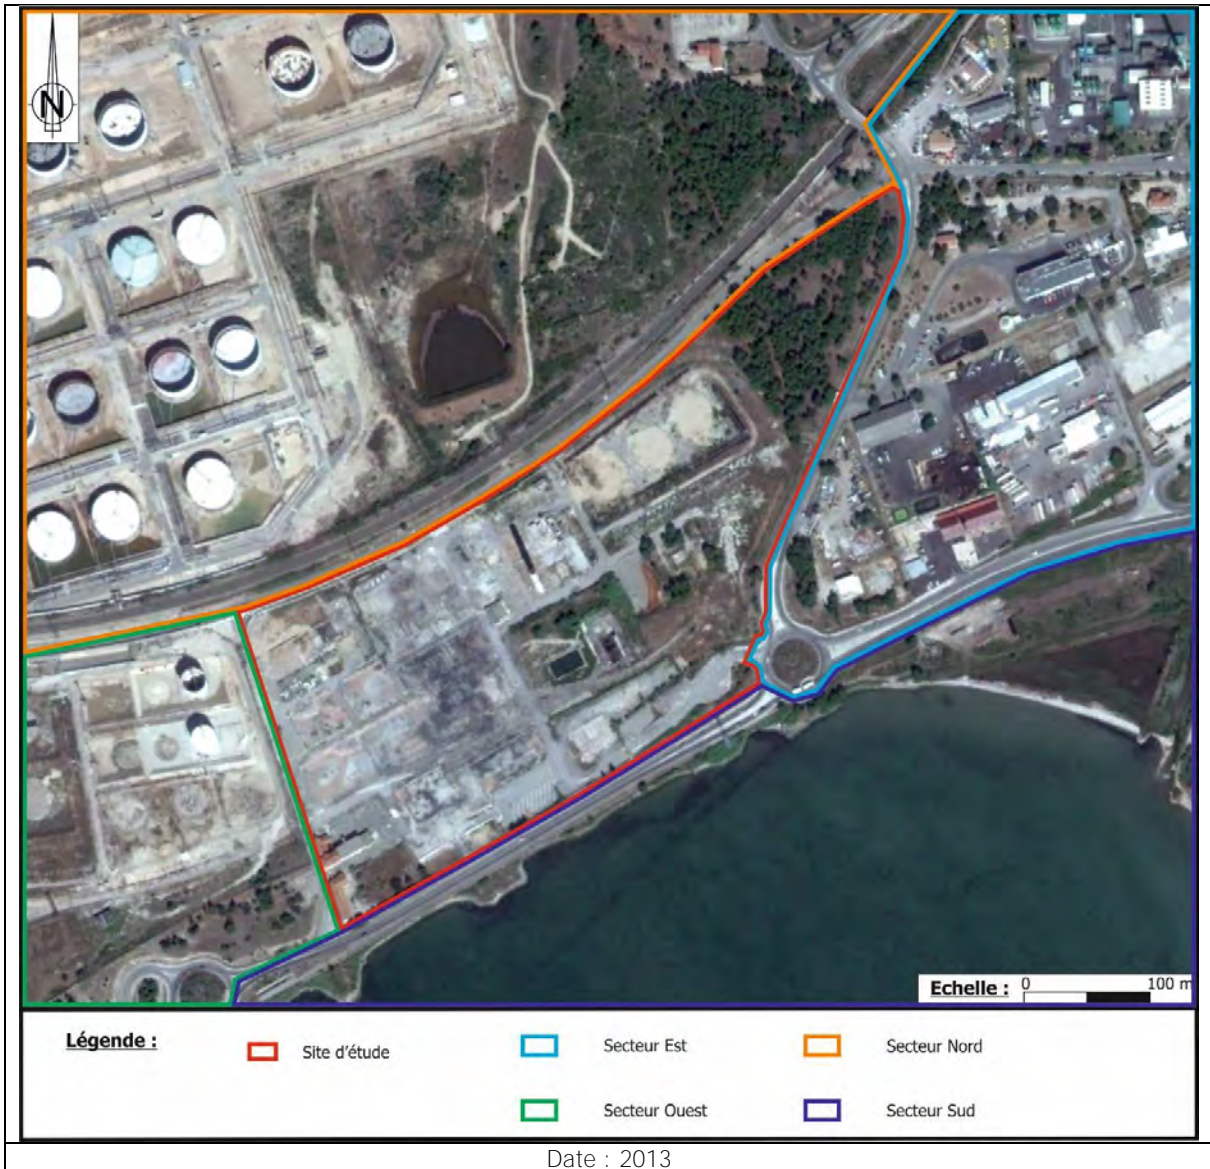 N
Echelle : 0 100 m
Légende :
Site d'étude
Secteur Est
Secteur Nord
Secteur Ouest
Secteur Sud
Date : 2013